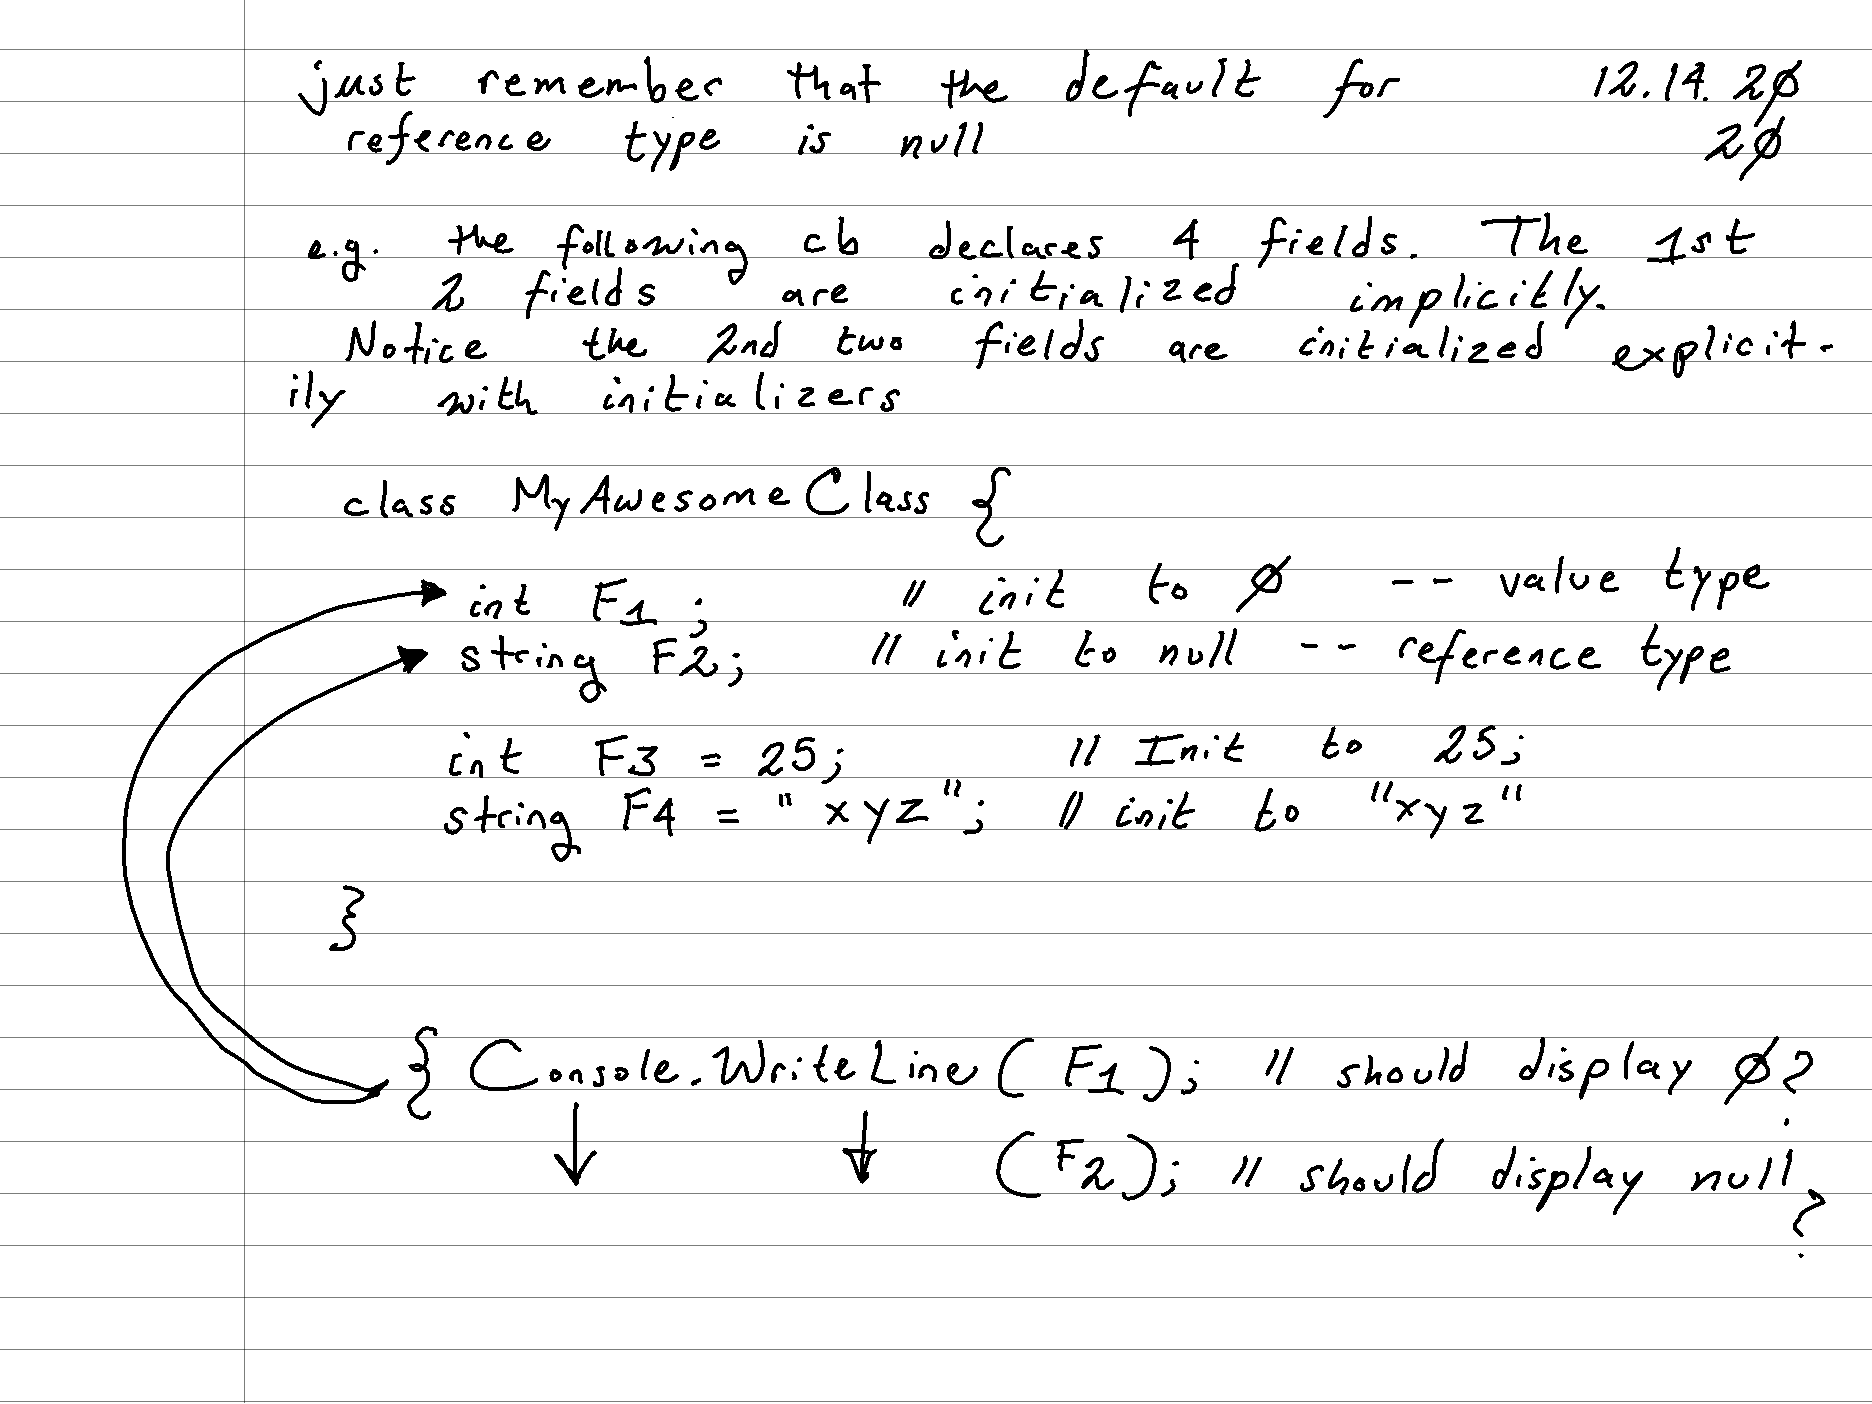 just remember that the default for 12.14.2∅
reference type is null 2∅
e.g. the following cb declares 4 fields. The 1st
2 fields are initialized implicitly.
Notice the 2nd two fields are initialized explicit-
ily with initializers
class MyAwesomeClass {
int F1; // init to ∅ -- value type
string F2; // init to null -- reference type
int F3 = 25; // Init to 25;
string F4 = "xyz"; // init to "xyz"
}
{ Console.WriteLine(F1); // should display ∅?
(F2); // should display null?